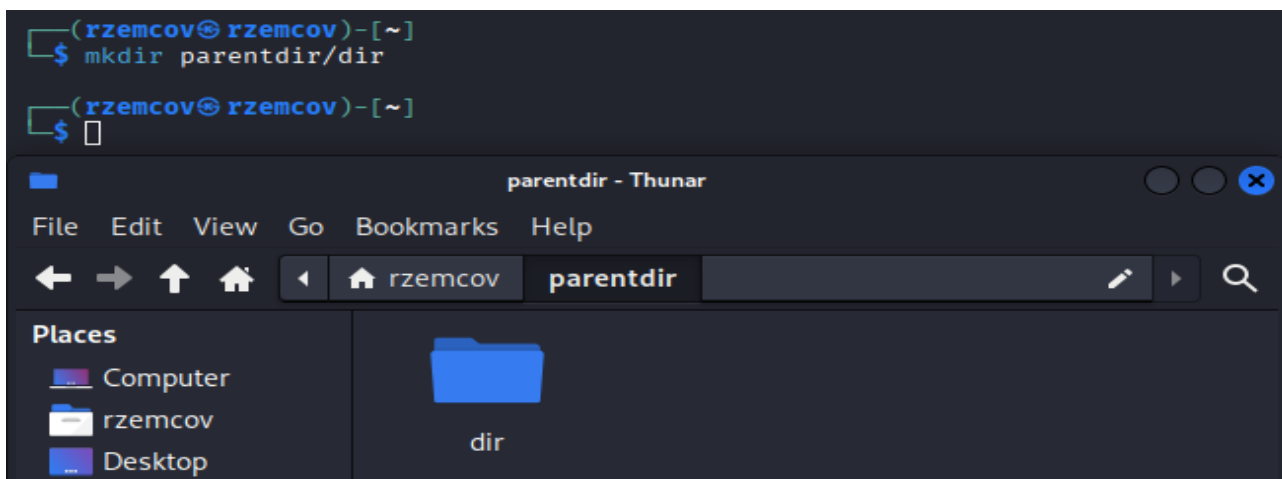 (rzemcov㉿rzemcov)-[~]
$ mkdir parentdir/dir
(rzemcov㉿rzemcov)-[~]
$
parentdir - Thunar
File Edit View Go Bookmarks Help
rzemcov parentdir
Places
Computer
rzemcov
Desktop
dir